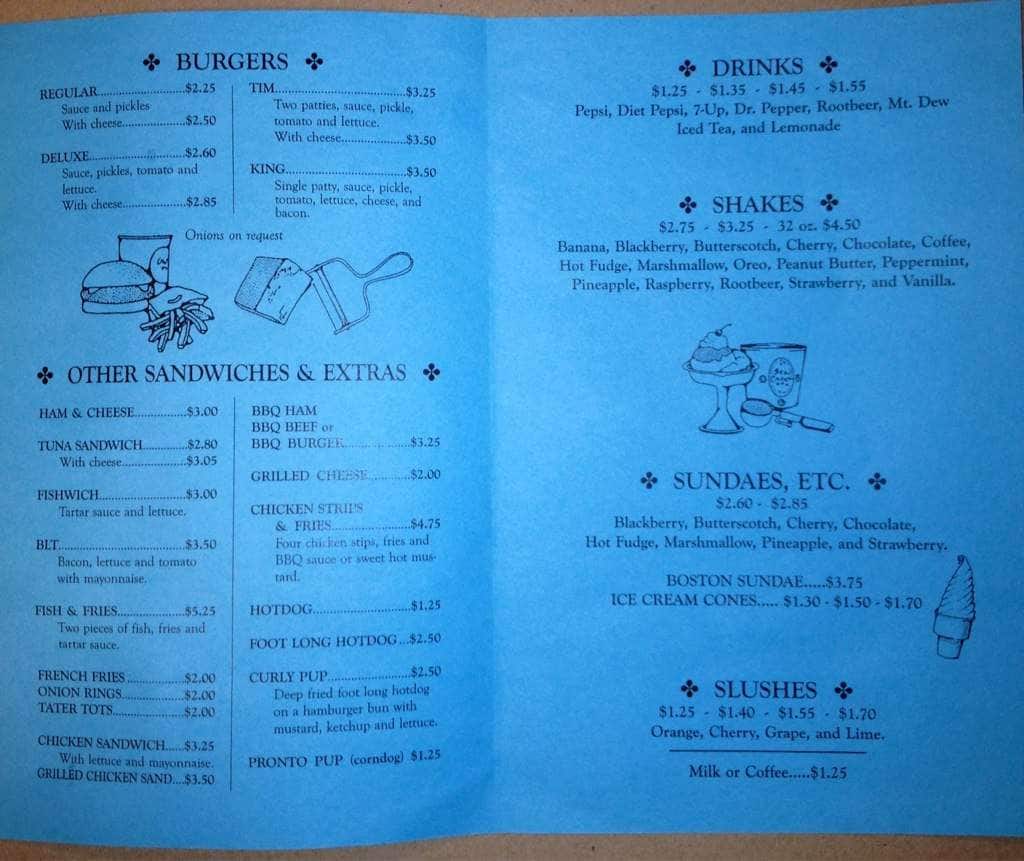 BURGERS
REGULAR..........................$2.25
Sauce and pickles
With cheese...................$2.50
DELUXE............................$2.60
Sauce, pickles, tomato and
lettuce.
With cheese...................$2.85
TIM.......................................$3.25
Two patties, sauce, pickle,
tomato and lettuce.
With cheese...................$3.50
KING.....................................$3.50
Single patty, sauce, pickle,
tomato, lettuce, cheese, and
bacon.
Onions on request
OTHER SANDWICHES & EXTRAS
HAM & CHEESE................$3.00
TUNA SANDWICH.............$2.80
With cheese...................$3.05
FISHWICH..........................$3.00
Tartar sauce and lettuce.
BLT.......................................$3.50
Bacon, lettuce and tomato
with mayonnaise.
FISH & FRIES.....................$5.25
Two pieces of fish, fries and
tartar sauce.
FRENCH FRIES..................$2.00
ONION RINGS...................$2.00
TATER TOTS.....................$2.00
CHICKEN SANDWICH......$3.25
With lettuce and mayonnaise.
GRILLED CHICKEN SAND....$3.50
BBQ HAM
BBQ BEEF or
BBQ BURGER....................$3.25
GRILLED CHEESE.............$2.00
CHICKEN STRIPS
& FRIES........................$4.75
Four chicken stips, fries and
BBQ sauce or sweet hot mus-
tard.
HOTDOG..............................$1.25
FOOT LONG HOTDOG...$2.50
CURLY PUP.........................$2.50
Deep fried foot long hotdog
on a hamburger bun with
mustard, ketchup and lettuce.
PRONTO PUP (corndog) $1.25
DRINKS
$1.25 - $1.35 - $1.45 - $1.55
Pepsi, Diet Pepsi, 7-Up, Dr. Pepper, Rootbeer, Mt. Dew
Iced Tea, and Lemonade
SHAKES
$2.75 - $3.25 - 32 oz. $4.50
Banana, Blackberry, Butterscotch, Cherry, Chocolate, Coffee,
Hot Fudge, Marshmallow, Oreo, Peanut Butter, Peppermint,
Pineapple, Raspberry, Rootbeer, Strawberry, and Vanilla.
SUNDAES, ETC.
$2.60 - $2.85
Blackberry, Butterscotch, Cherry, Chocolate,
Hot Fudge, Marshmallow, Pineapple, and Strawberry.
BOSTON SUNDAE.....$3.75
ICE CREAM CONES..... $1.30 - $1.50 - $1.70
SLUSHES
$1.25 - $1.40 - $1.55 - $1.70
Orange, Cherry, Grape, and Lime.
Milk or Coffee.....$1.25